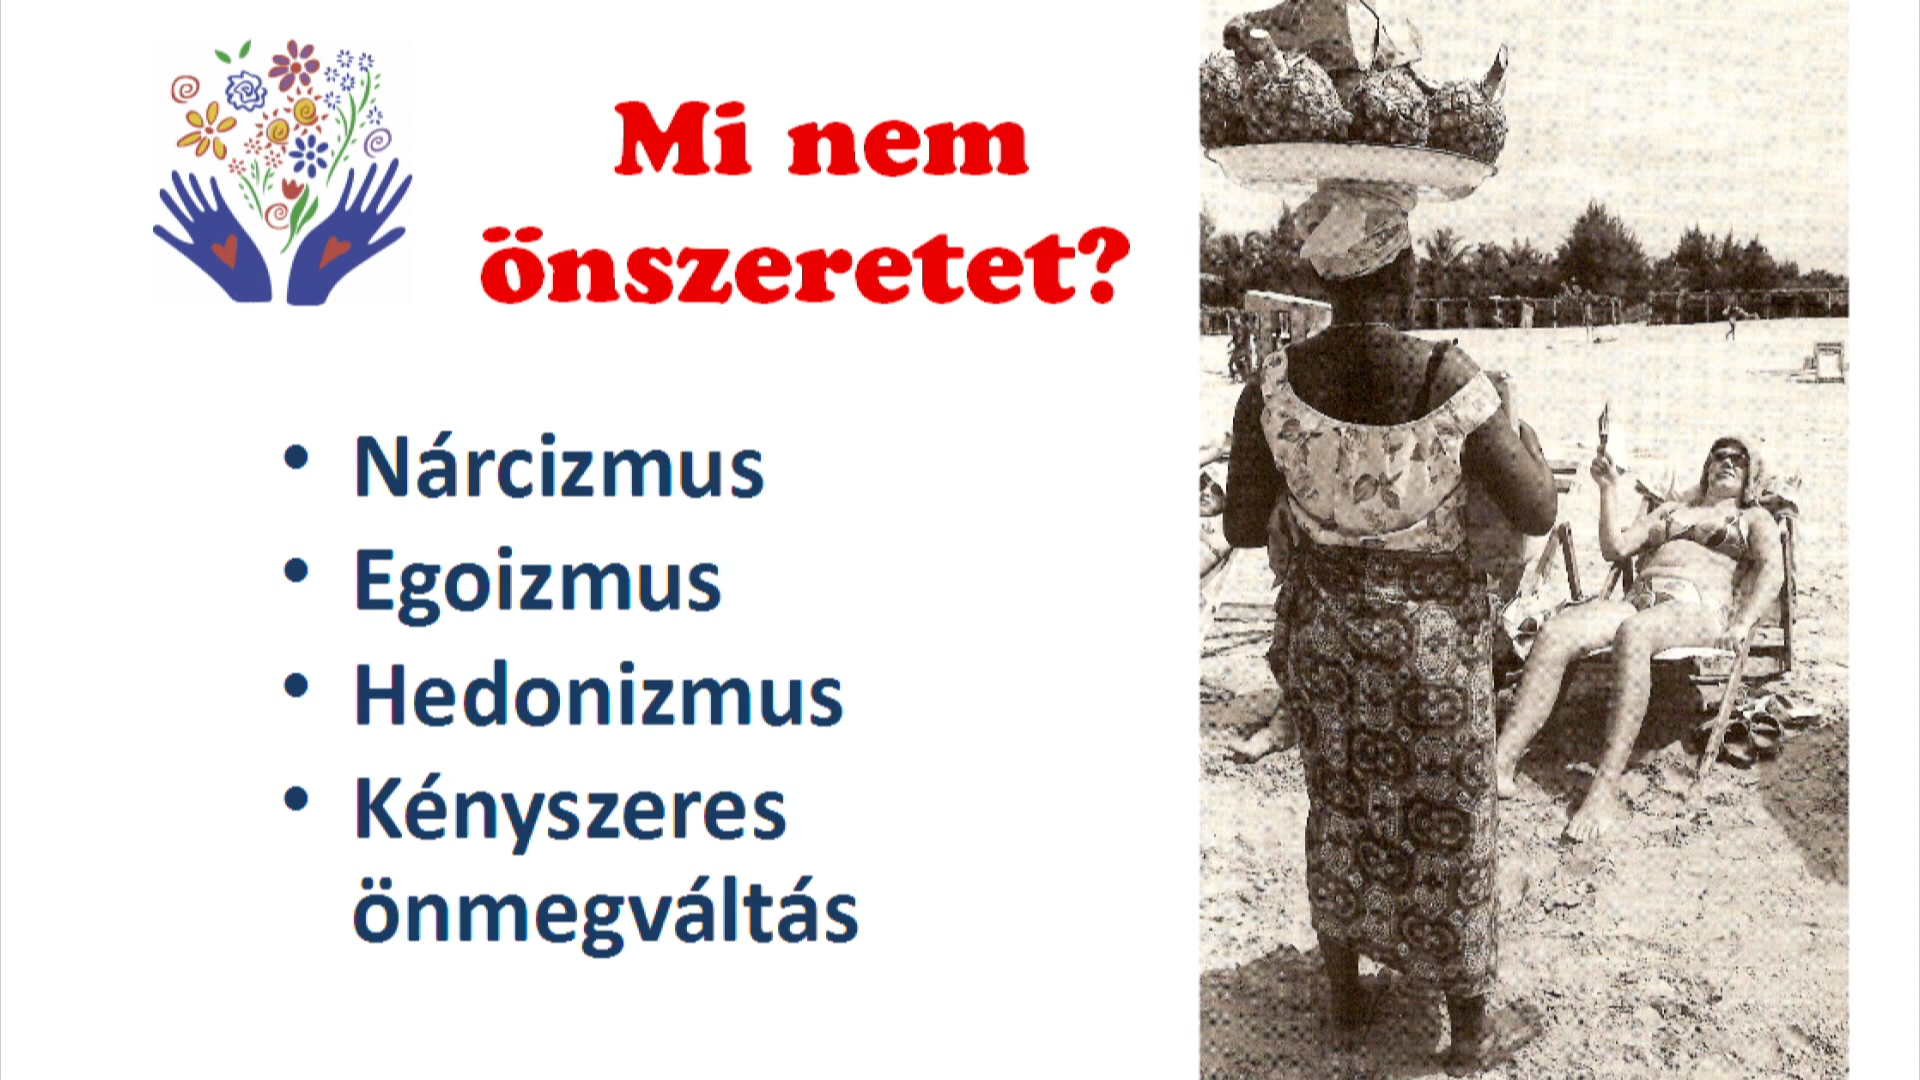 Mi nem
önszeretet?
• Nárcizmus
• Egoizmus
• Hedonizmus
• Kényszeres
önmegváltás